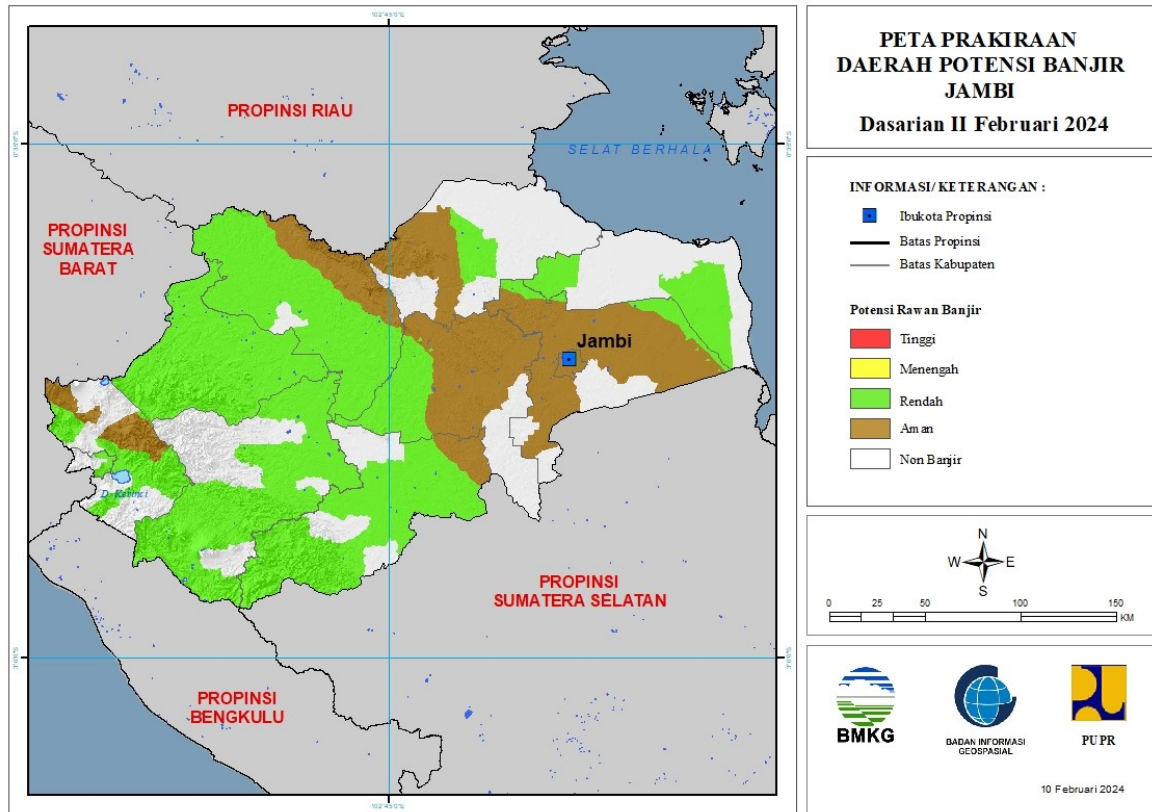 PETA PRAKIRAAN
DAERAH POTENSI BANJIR
JAMBI
Dasarian II Februari 2024
INFORMASI/ KETERANGAN :
Ibukota Propinsi
Batas Propinsi
Batas Kabupaten
Potensi Rawan Banjir
Tinggi
Menengah
Rendah
Aman
Non Banjir
PROPINSI RIAU
SELAT BERHALA
PROPINSI
SUMATERA
BARAT
Jambi
D. Kerinci
PROPINSI
SUMATERA SELATAN
PROPINSI
BENGKULU
N
W
E
S
0
25
50
100
150
KM
BMKG
BADAN INFORMASI
GEOSPASIAL
PUPR
10 Februari 2024